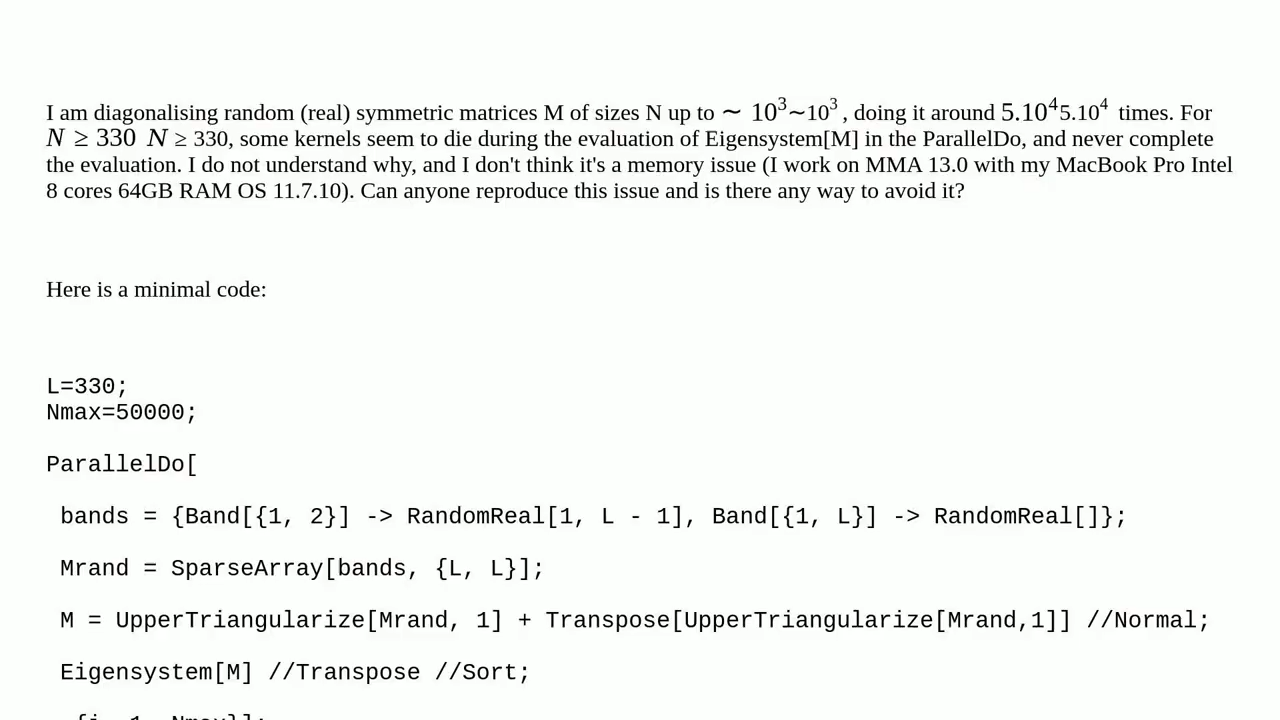 I am diagonalising random (real) symmetric matrices M of sizes N up to ∼ 10³∼10³ , doing it around 5.10⁴5.10⁴ times. For
N ≥ 330 N ≥ 330, some kernels seem to die during the evaluation of Eigensystem[M] in the ParallelDo, and never complete
the evaluation. I do not understand why, and I don't think it's a memory issue (I work on MMA 13.0 with my MacBook Pro Intel
8 cores 64GB RAM OS 11.7.10). Can anyone reproduce this issue and is there any way to avoid it?
Here is a minimal code:
L=330;
Nmax=50000;
ParallelDo[
bands = {Band[{1, 2}] -> RandomReal[1, L - 1], Band[{1, L}] -> RandomReal[]};
Mrand = SparseArray[bands, {L, L}];
M = UpperTriangularize[Mrand, 1] + Transpose[UpperTriangularize[Mrand,1]] //Normal;
Eigensystem[M] //Transpose //Sort;
{i, 1, Nmax}];